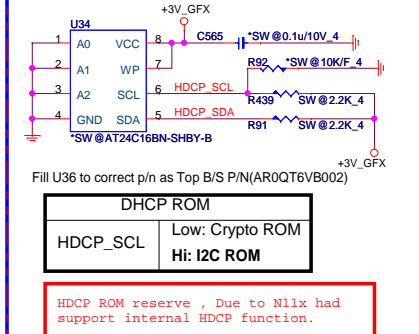 +3V_GFX
U34
C565 *SW@0.1u/10V_4
1 A0 VCC 8
2 A1 WP 7
R92 *SW@10K/F_4
3 A2 SCL 6 HDCP_SCL
R439 SW@2.2K_4
4 GND SDA 5 HDCP_SDA
R91 SW@2.2K_4
*SW@AT24C16BN-SHBY-B
+3V_GFX
Fill U36 to correct p/n as Top B/S P/N(AR0QT6VB002)
DHCP ROM
HDCP_SCL
Low: Crypto ROM
Hi: I2C ROM
HDCP ROM reserve , Due to N11x had
support internal HDCP function.